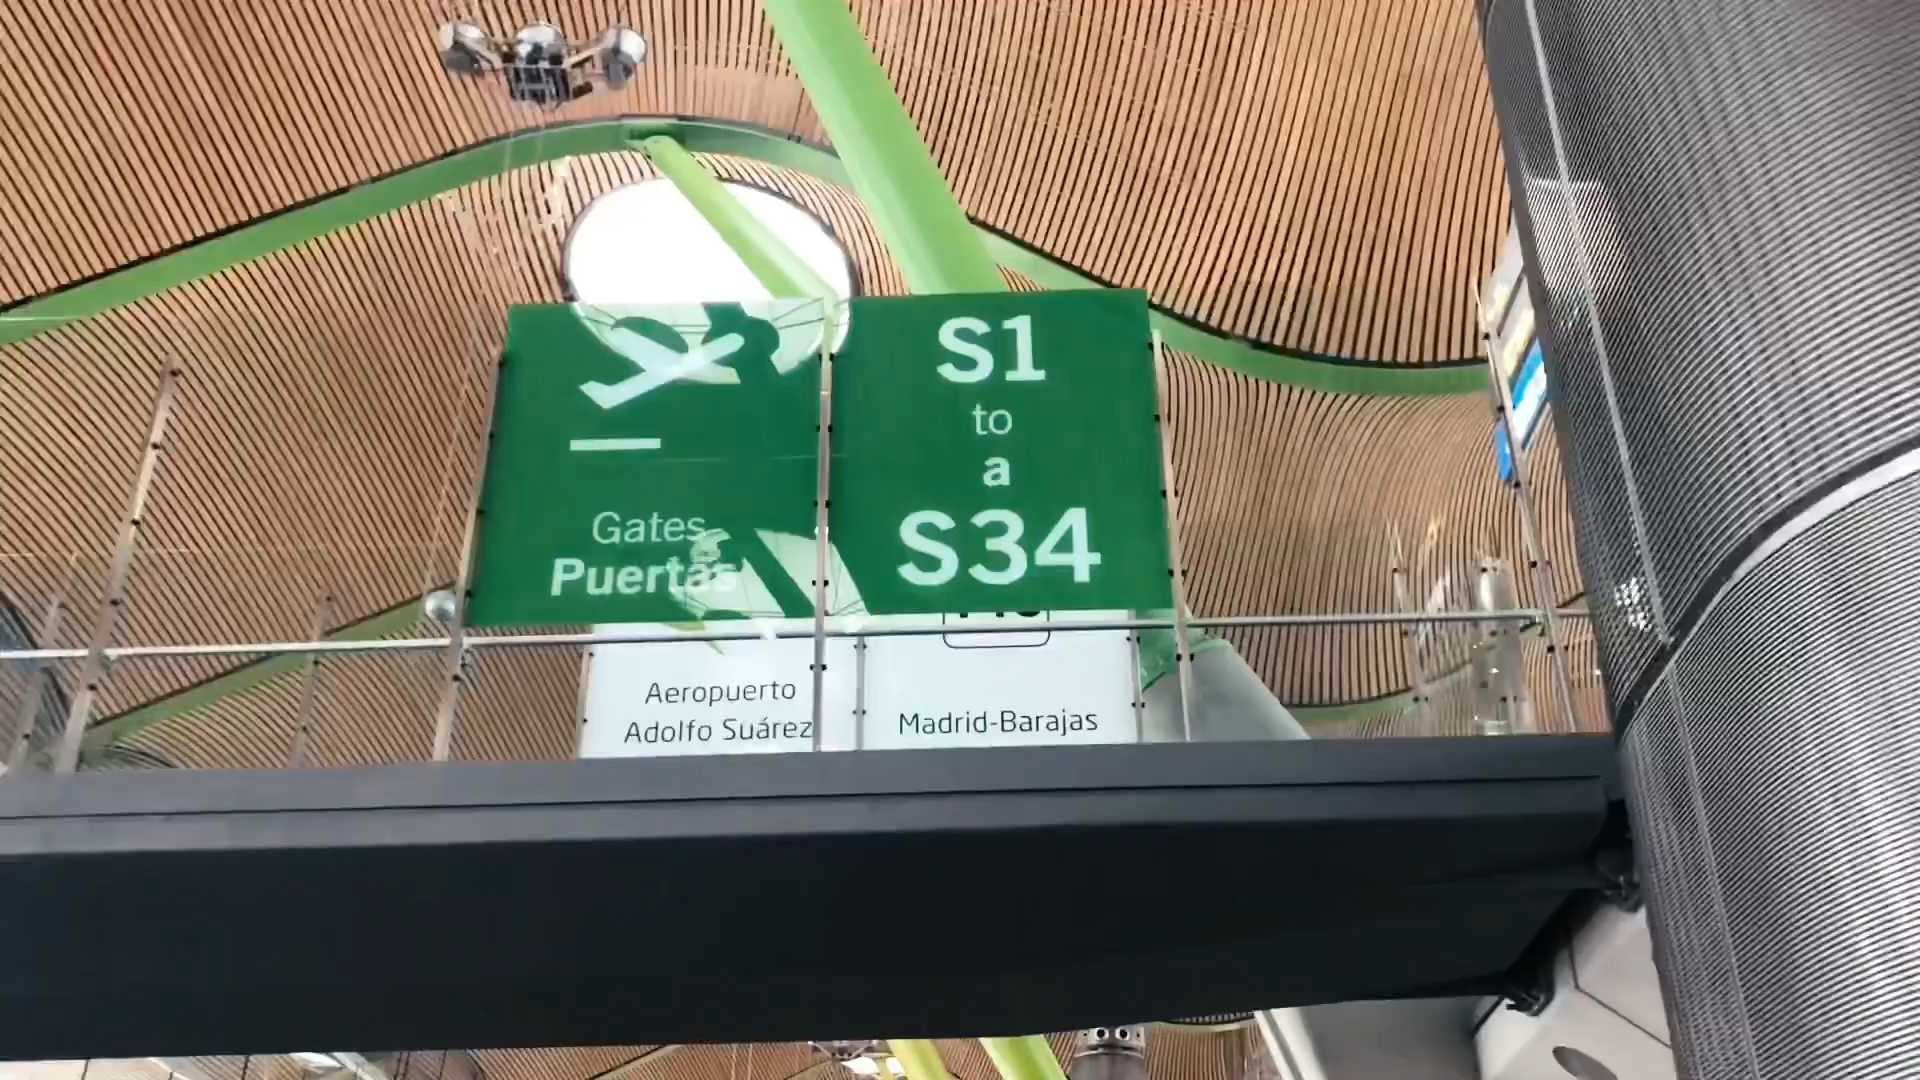 Gates
Puertas
S1
to
a
S34
Aeropuerto
Adolfo Suárez
Madrid-Barajas